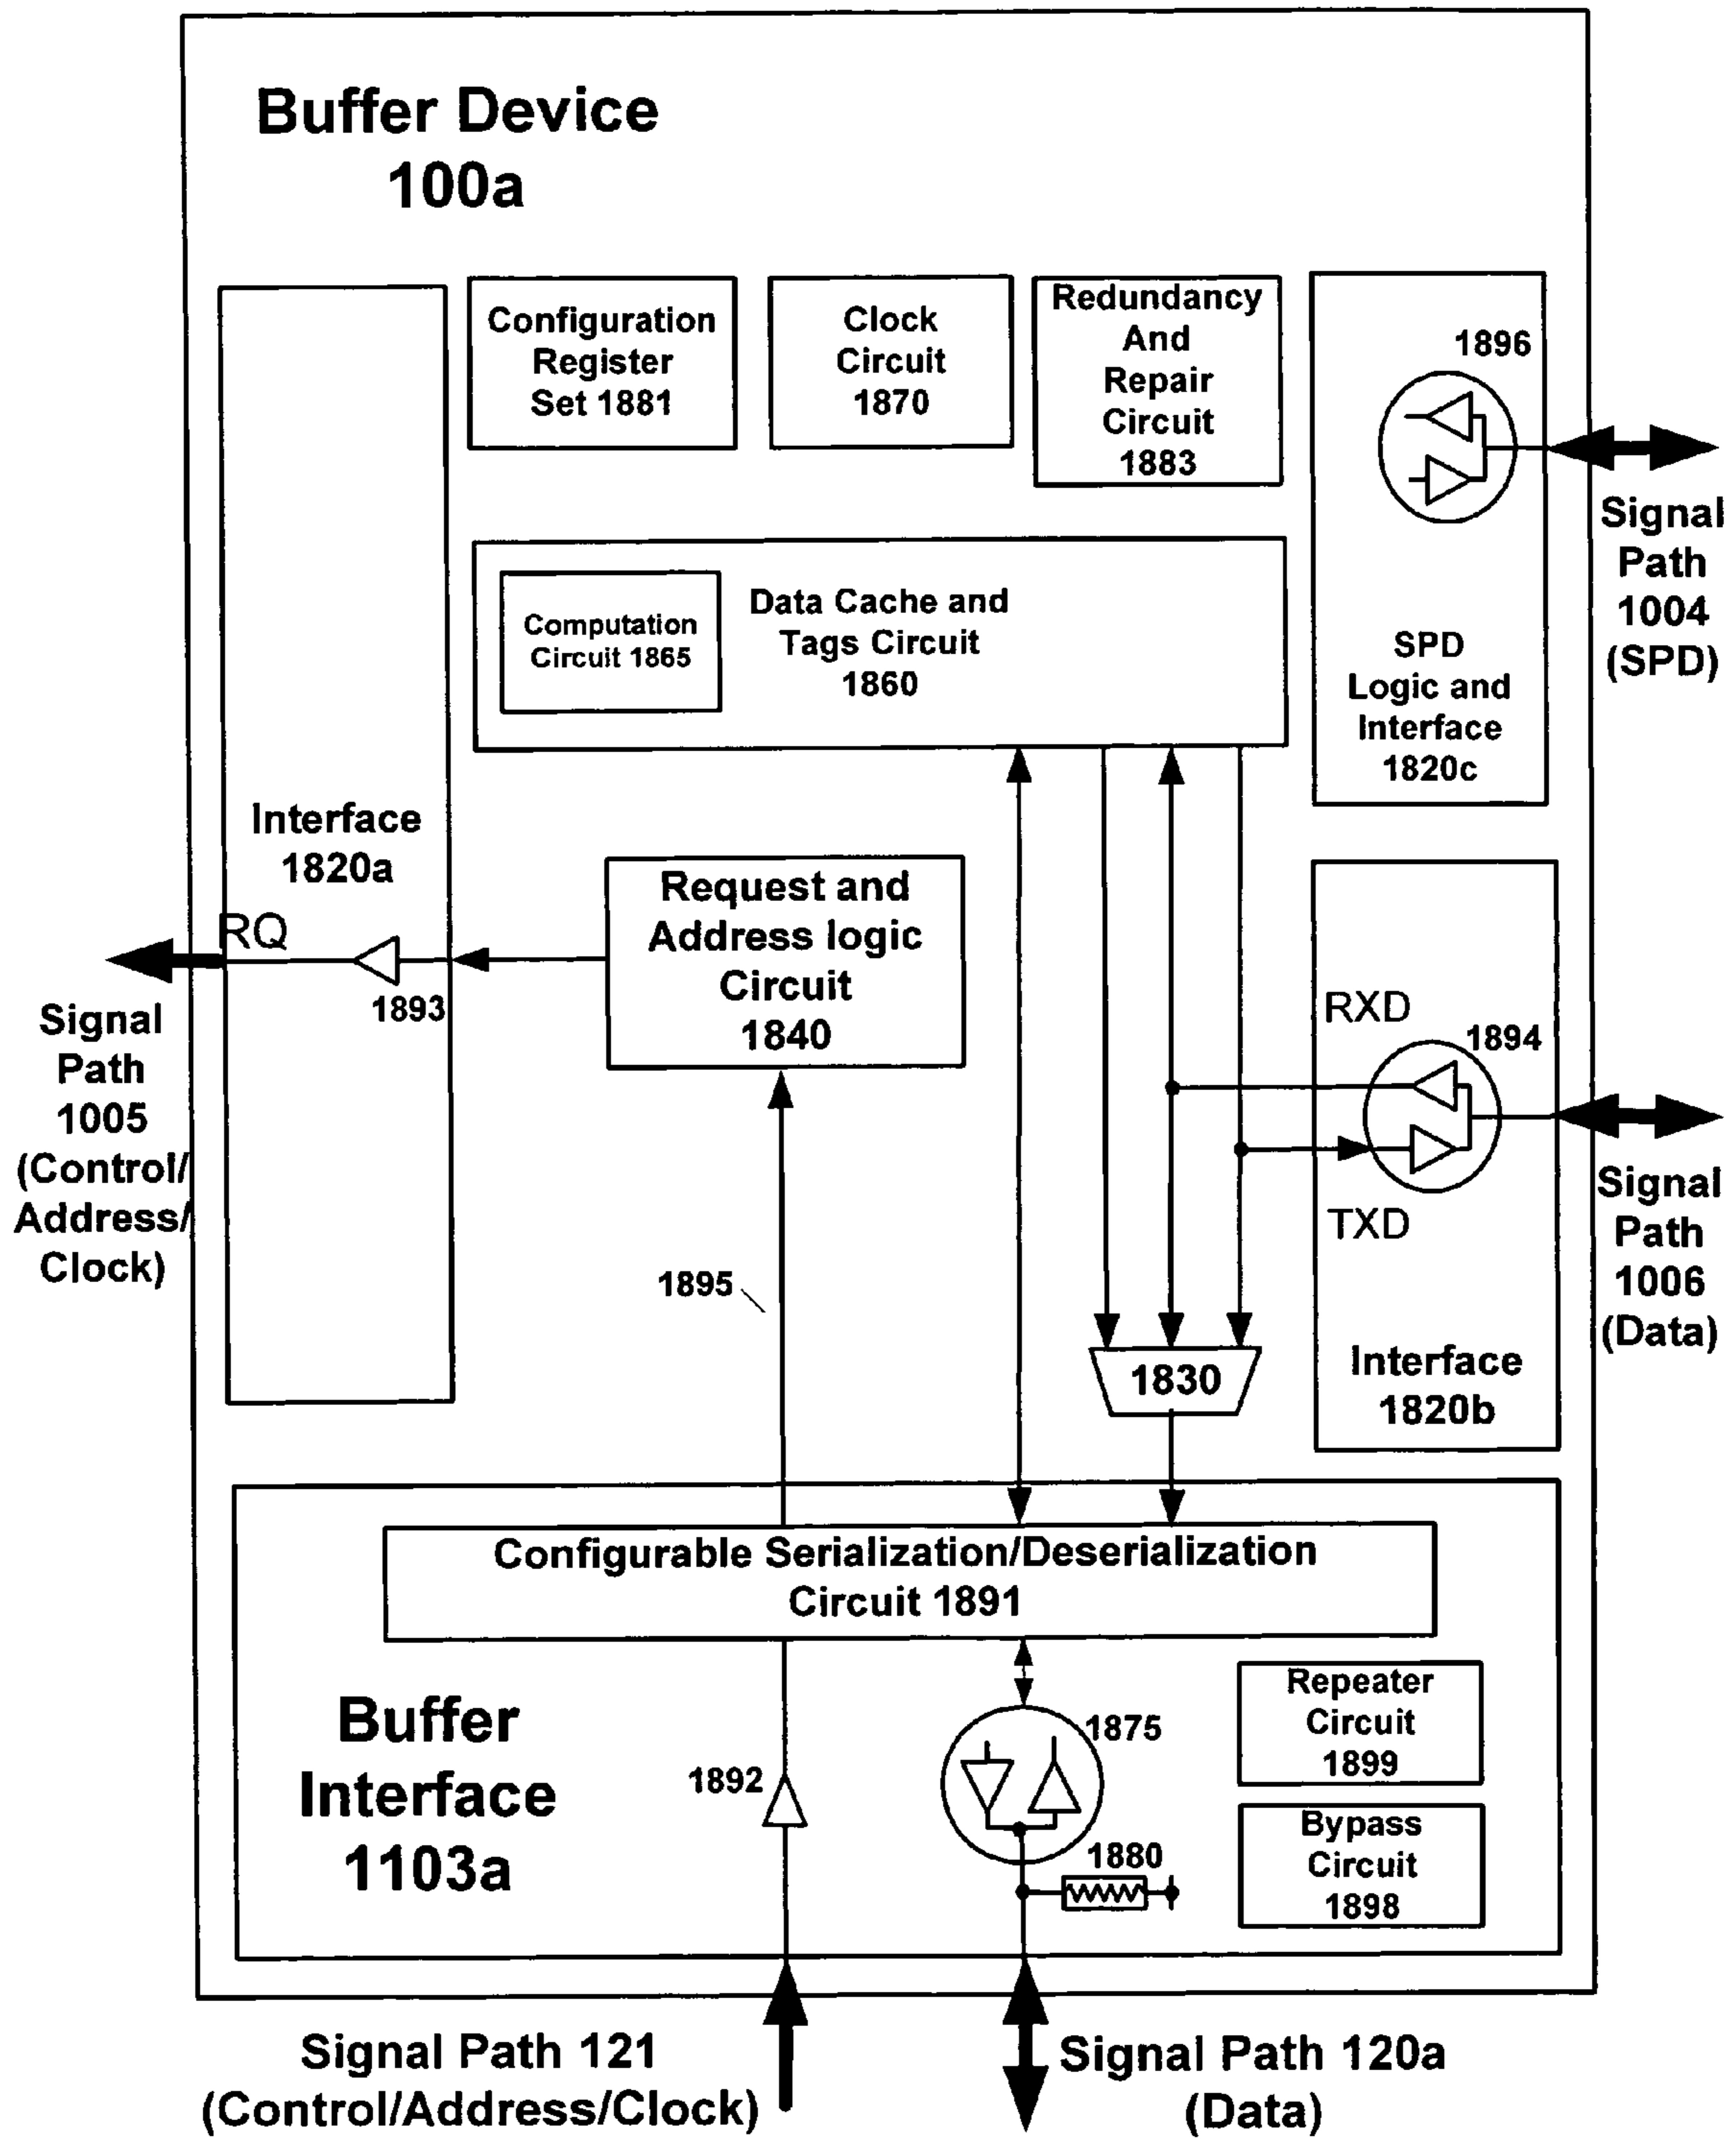 Buffer Device
100a
Configuration
Register
Set 1881
Clock
Circuit
1870
Redundancy
And
Repair
Circuit
1883
1896
SPD
Logic and
Interface
1820c
Signal
Path
1004
(SPD)
Computation
Circuit 1865
Data Cache and
Tags Circuit
1860
Interface
1820a
RQ
1893
Signal
Path
1005
(Control/
Address/
Clock)
Request and
Address logic
Circuit
1840
RXD
1894
TXD
Interface
1820b
Signal
Path
1006
(Data)
1895
1830
Configurable Serialization/Deserialization
Circuit 1891
Buffer
Interface
1103a
1892
1875
1880
Repeater
Circuit
1899
Bypass
Circuit
1898
Signal Path 121
(Control/Address/Clock)
Signal Path 120a
(Data)